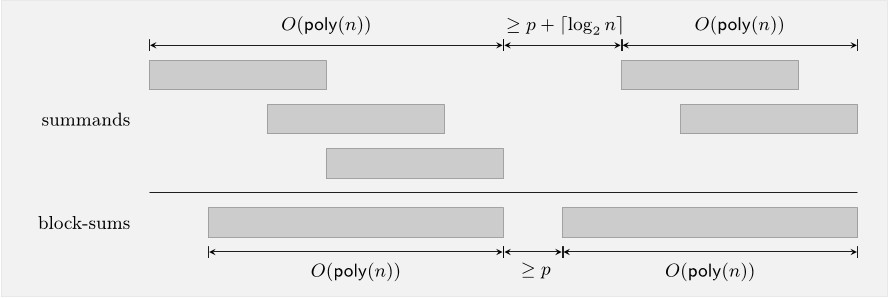 O(poly(n)) ≥ p + ⌈log₂ n⌉ O(poly(n))
summands
block-sums
O(poly(n)) ≥ p O(poly(n))